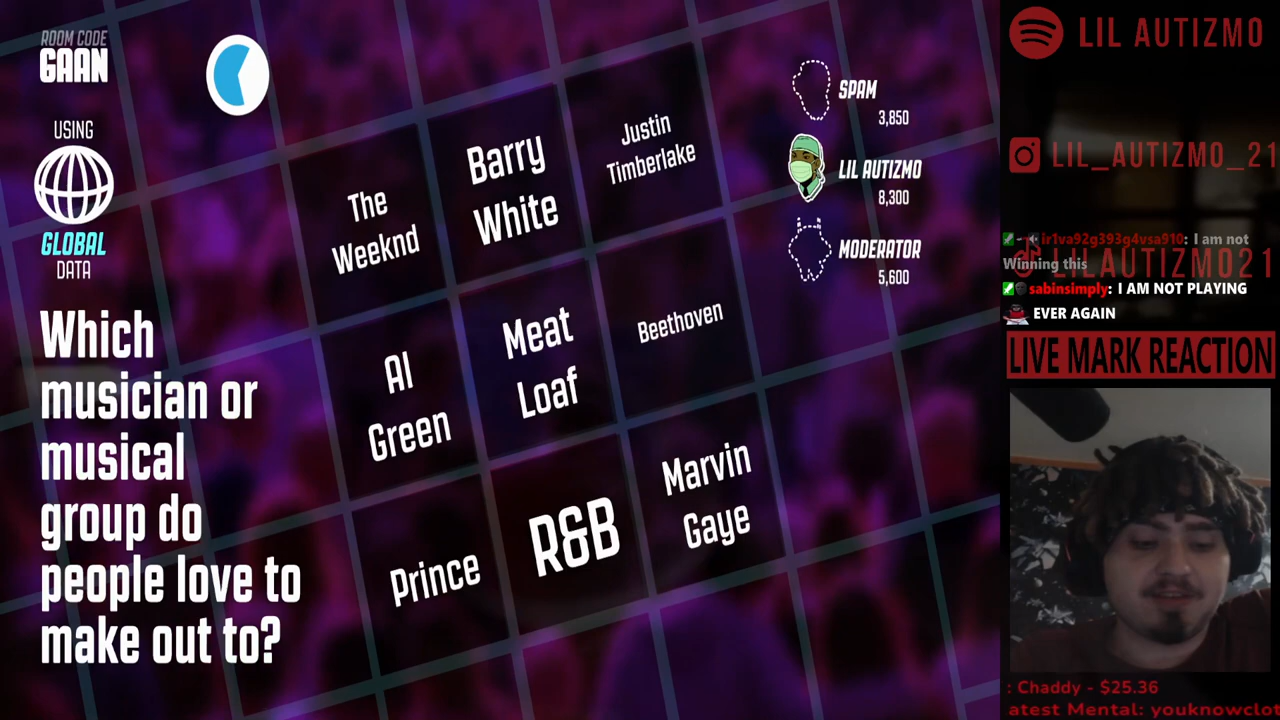 ROOM CODE
GAAN
USING
GLOBAL
DATA
Which
musician or
musical
group do
people love to
make out to?
The
Weeknd
Barry
White
Justin
Timberlake
Al
Green
Meat
Loaf
Beethoven
Prince
R&B
Marvin
Gaye
SPAM
3,850
LIL AUTIZMO
8,300
MODERATOR
5,600
LIL AUTIZMO
LIL_AUTIZMO_21
LILAUTIZMO21
ir1va92g393g4vsa910: I am not
Winning this
sabinsimply: I AM NOT PLAYING
EVER AGAIN
LIVE MARK REACTION
: Chaddy - $25.36
atest Mental: youknowclot